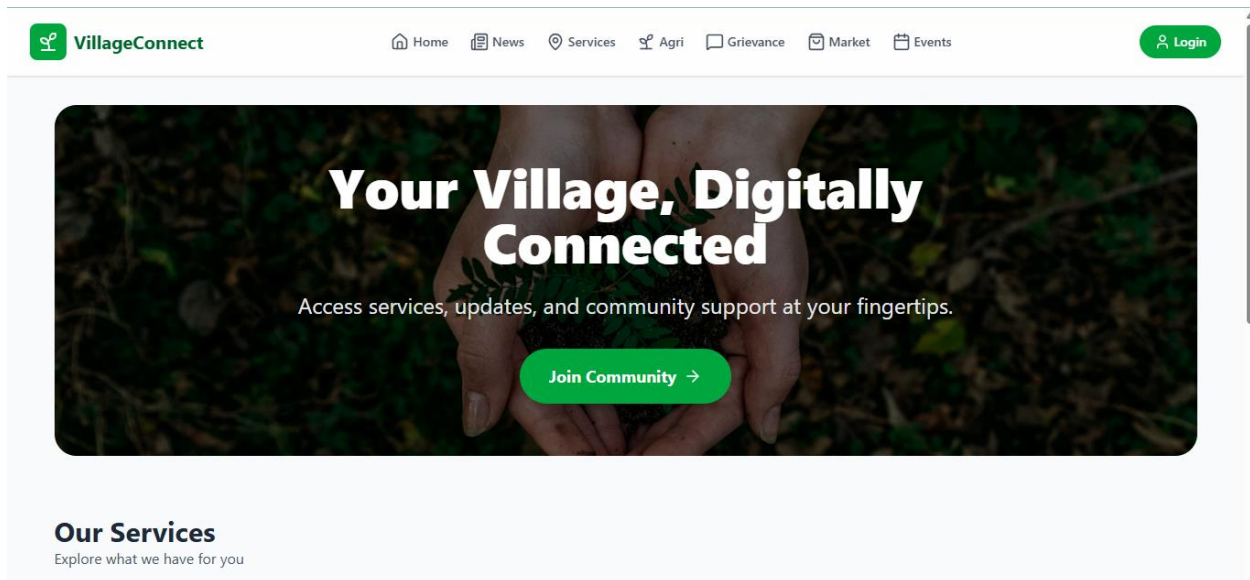 VillageConnect
Home News Services Agri Grievance Market Events
Login
Your Village, Digitally
Connected
Access services, updates, and community support at your fingertips.
Join Community →
Our Services
Explore what we have for you